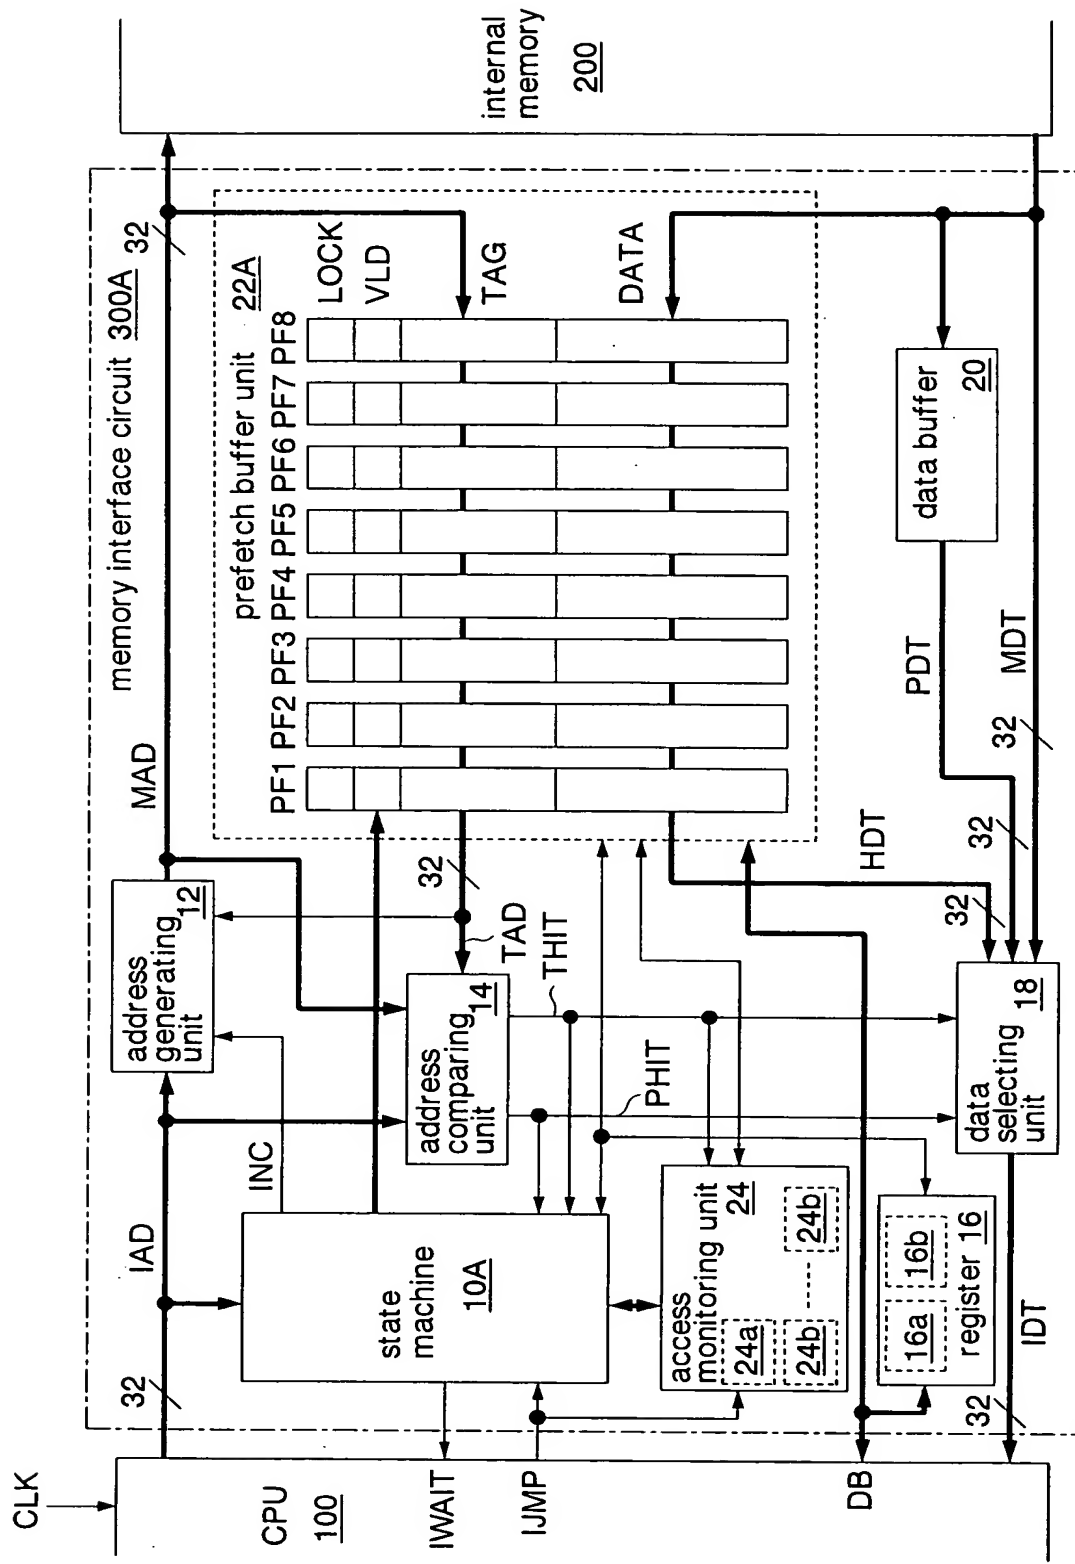 CLK
CPU
100
IWAIT
IJMP
DB
32
IAD
INC
state
machine
10A
access
monitoring unit
24
24a
24b
24b
16a
16b
register 16
32
IDT
memory interface circuit 300A
address
generating
unit
12
MAD
32
address
comparing
unit
14
32
TAD
THIT
PHIT
data
selecting
unit
18
32
32
32
HDT
PDT
MDT
prefetch buffer unit 22A
PF1 PF2 PF3 PF4 PF5 PF6 PF7 PF8
LOCK
VLD
TAG
DATA
data buffer
20
internal
memory
200